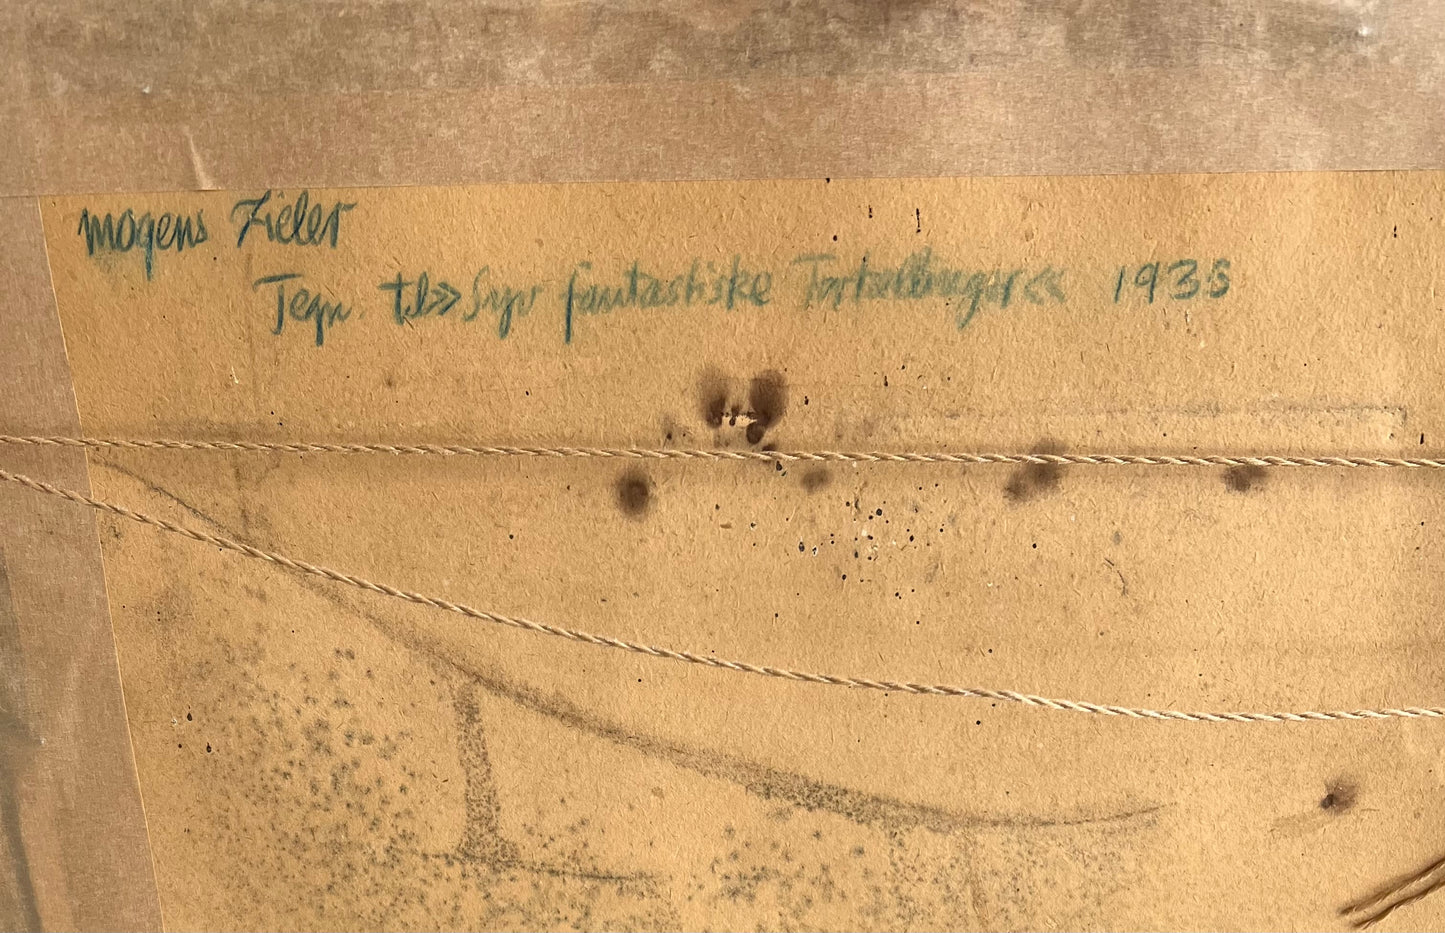 Mogens Zieler
Tegn. til »Syv fantastiske Fortællinger« 1935